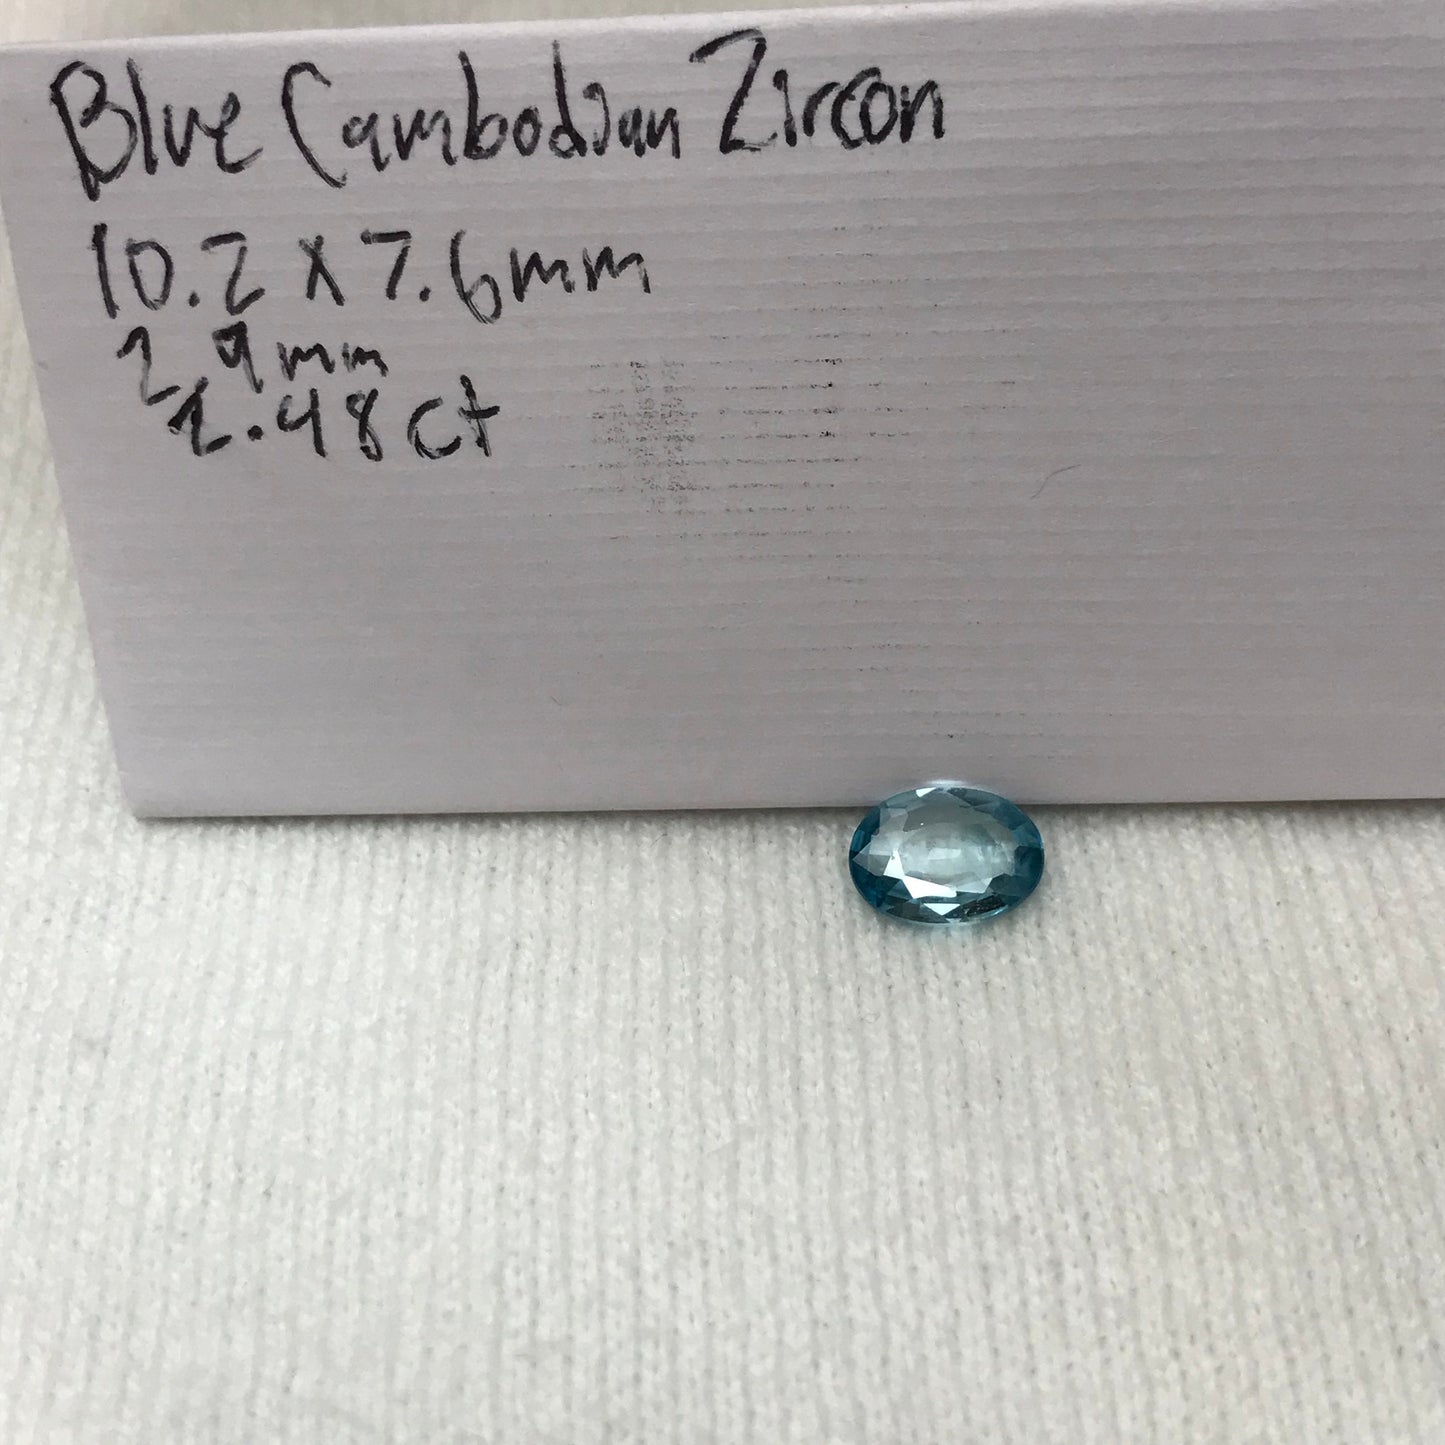 Blue Cambodian Zircon
10.2 x 7.6mm
2.9mm
2.48ct